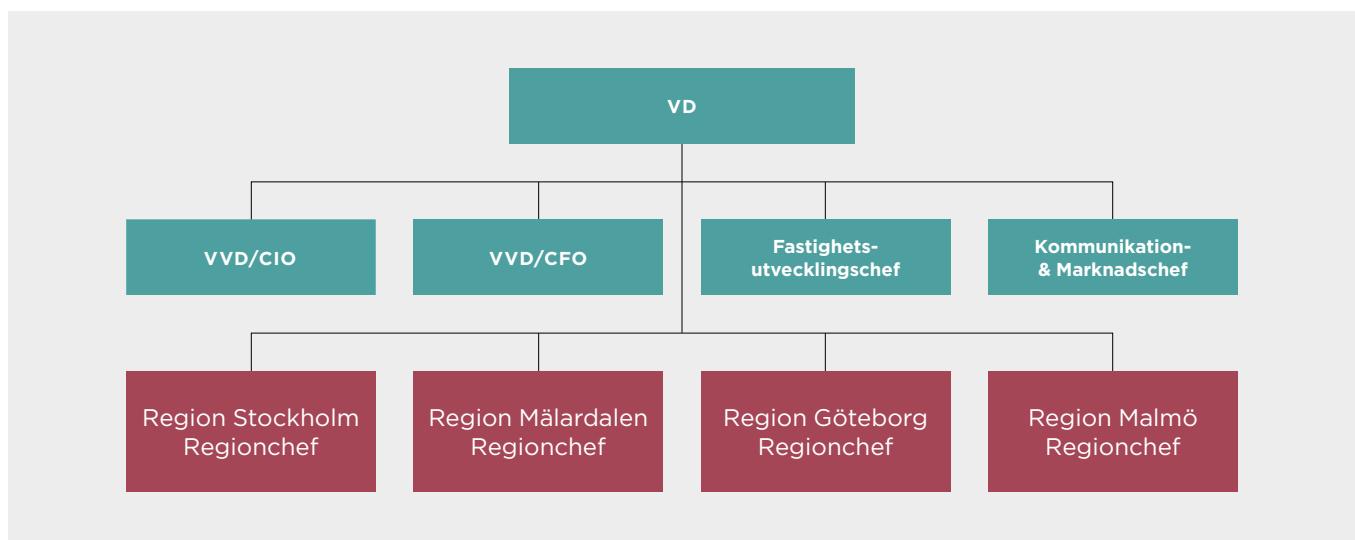 VD
VVD/CIO
VVD/CFO
Fastighets-
utvecklingschef
Kommunikation-
& Marknadschef
Region Stockholm
Regionchef
Region Mälardalen
Regionchef
Region Göteborg
Regionchef
Region Malmö
Regionchef